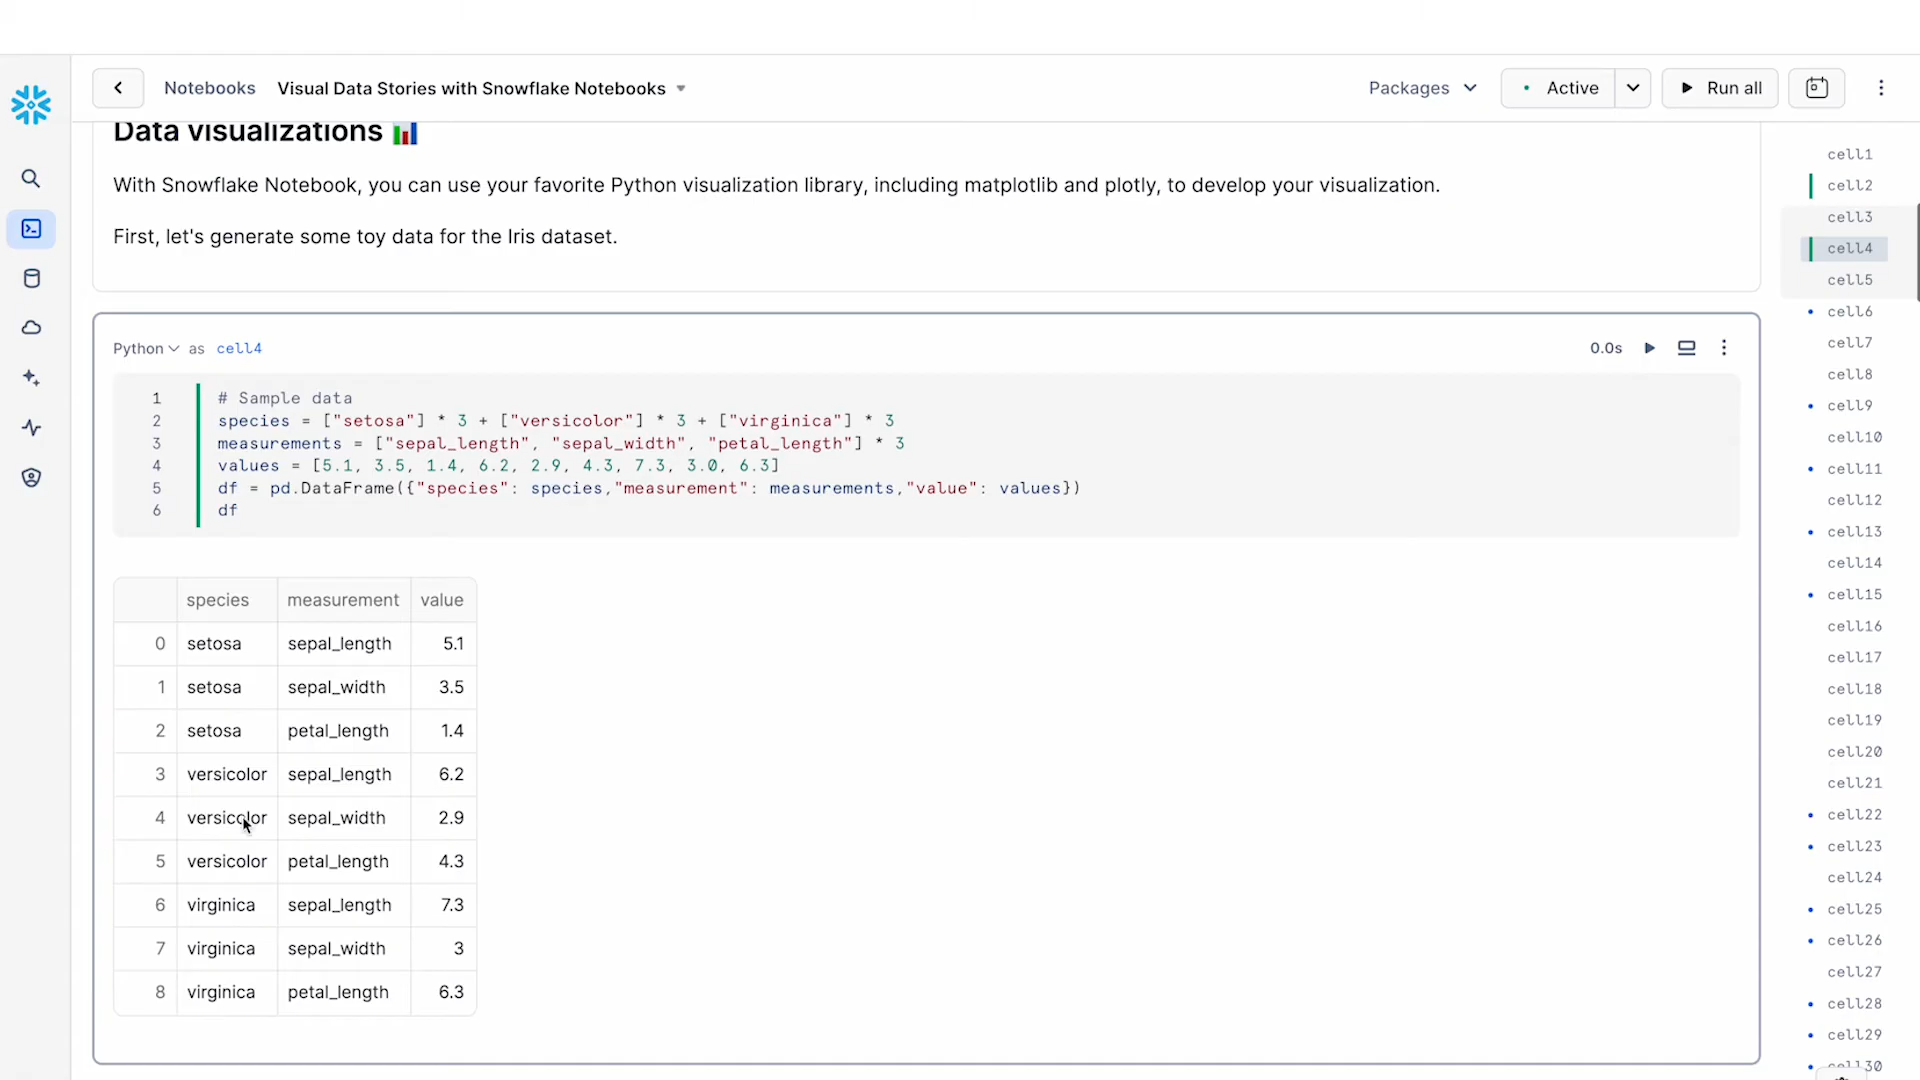 Notebooks Visual Data Stories with Snowflake Notebooks Packages Active Run all
Data visualizations 📊
With Snowflake Notebook, you can use your favorite Python visualization library, including matplotlib and plotly, to develop your visualization.
First, let's generate some toy data for the Iris dataset.
Python as cell4 0.0s
1 # Sample data
2 species = ["setosa"] * 3 + ["versicolor"] * 3 + ["virginica"] * 3
3 measurements = ["sepal_length", "sepal_width", "petal_length"] * 3
4 values = [5.1, 3.5, 1.4, 6.2, 2.9, 4.3, 7.3, 3.0, 6.3]
5 df = pd.DataFrame({"species": species,"measurement": measurements,"value": values})
6 df
species measurement value
0 setosa sepal_length 5.1
1 setosa sepal_width 3.5
2 setosa petal_length 1.4
3 versicolor sepal_length 6.2
4 versicolor sepal_width 2.9
5 versicolor petal_length 4.3
6 virginica sepal_length 7.3
7 virginica sepal_width 3
8 virginica petal_length 6.3
cell1
cell2
cell3
cell4
cell5
cell6
cell7
cell8
cell9
cell10
cell11
cell12
cell13
cell14
cell15
cell16
cell17
cell18
cell19
cell20
cell21
cell22
cell23
cell24
cell25
cell26
cell27
cell28
cell29
cell30